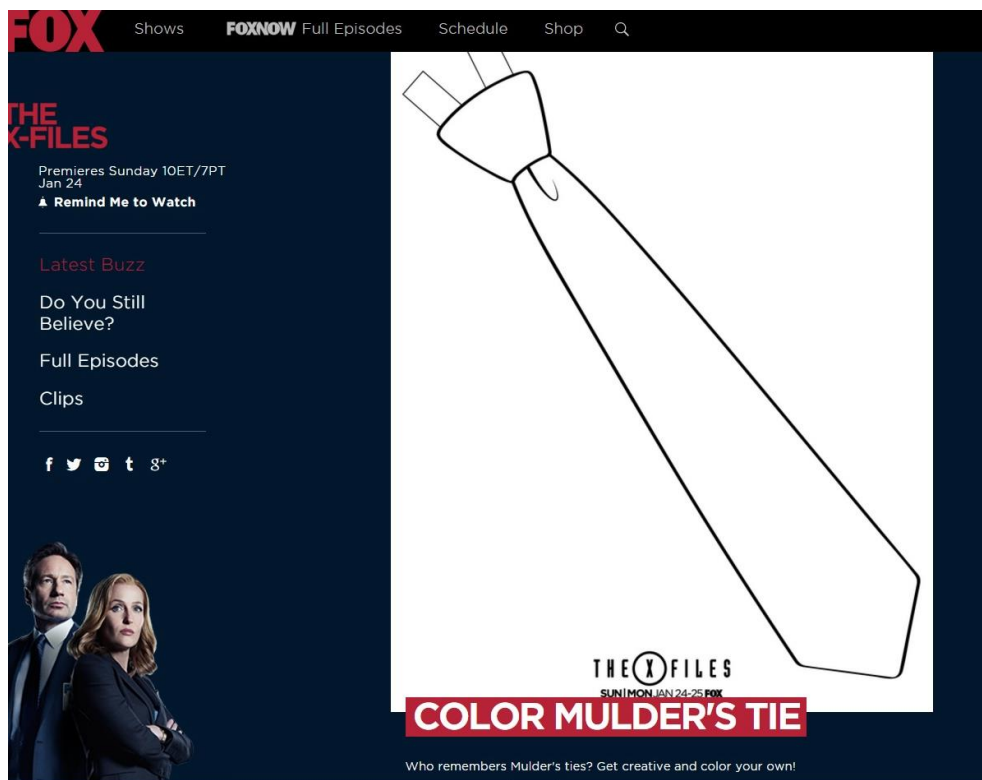 FOX
Shows
FOXNOW Full Episodes
Schedule
Shop
THE
X-FILES
Premieres Sunday 10ET/7PT
Jan 24
Remind Me to Watch
Latest Buzz
Do You Still
Believe?
Full Episodes
Clips
f
t
g+
THE X FILES
SUN|MON JAN 24-25 FOX
COLOR MULDER'S TIE
Who remembers Mulder's ties? Get creative and color your own!